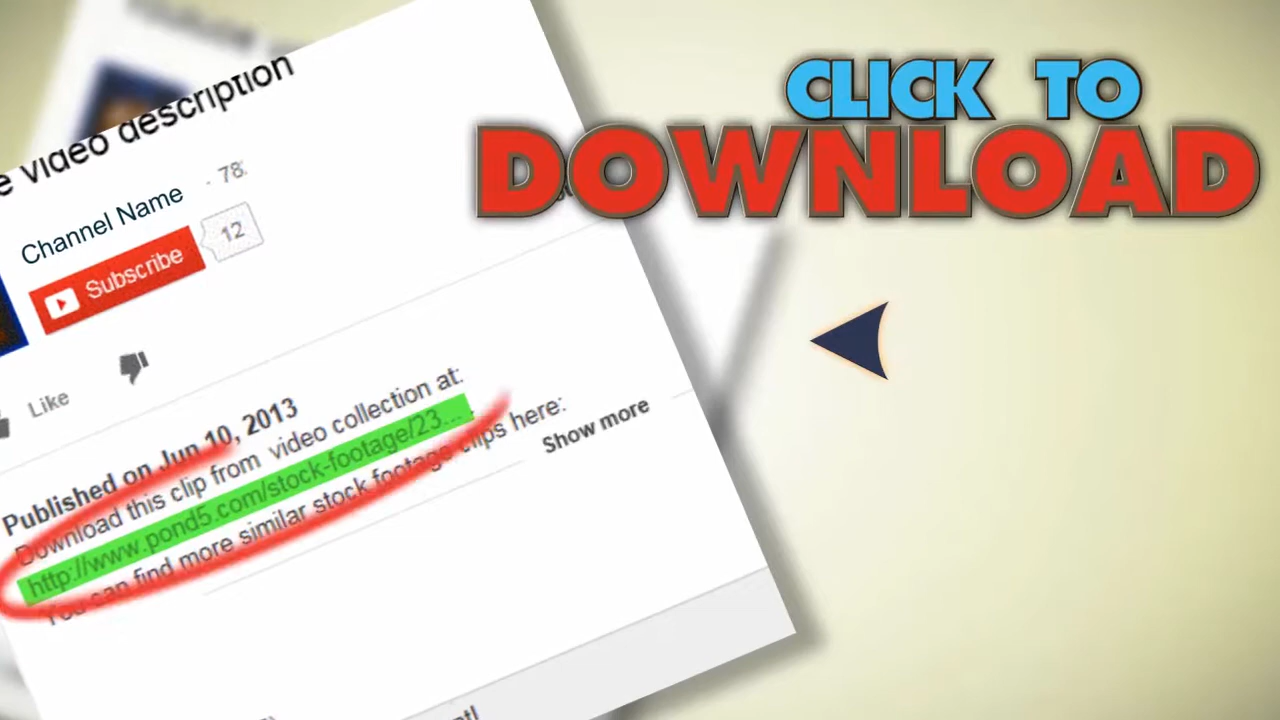 CLICK TO
DOWNLOAD
e video description
Channel Name · 78
Subscribe 12
Like
Published on Jun 10, 2013
Download this clip from video collection at:
http://www.pond5.com/stock-footage/23...
You can find more similar stock footage clips here:
Show more